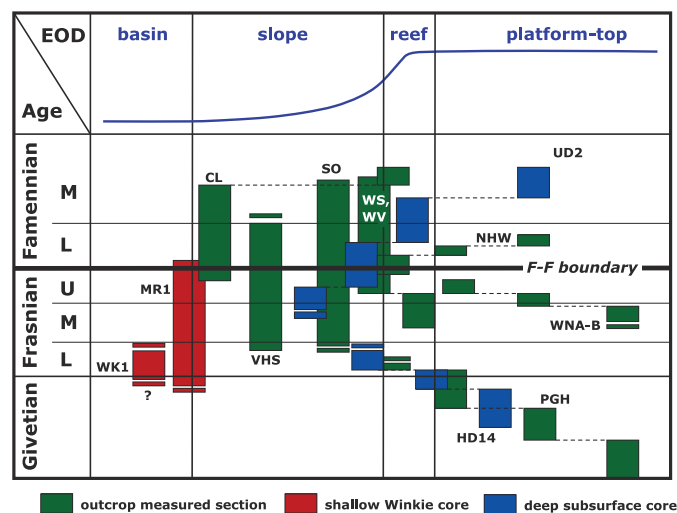 EOD basin slope reef platform-top
Age
Famennian
M
L
Frasnian
U
M
L
Givetian
CL
SO
UD2
WS,
WV
NHW
F-F boundary
MR1
WNA-B
WK1
VHS
?
PGH
HD14
outcrop measured section shallow Winkie core deep subsurface core